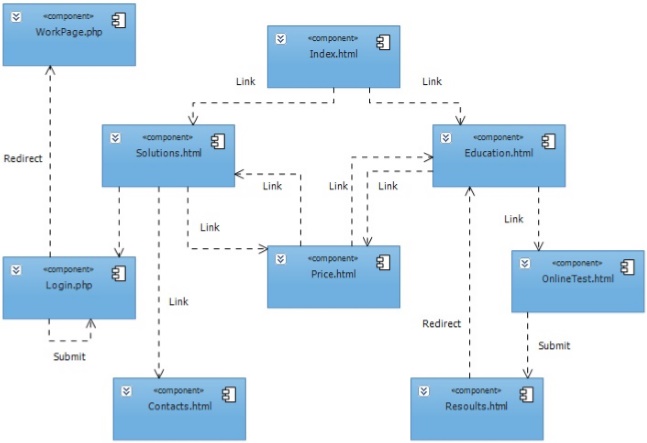 «component»
WorkPage.php
«component»
Index.html
Link
Link
«component»
Solutions.html
«component»
Education.html
Redirect
Link
Link
Link
Link
Link
«component»
Login.php
«component»
Price.html
«component»
OnlineTest.html
Link
Redirect
Submit
Submit
«component»
Contacts.html
«component»
Resoults.html